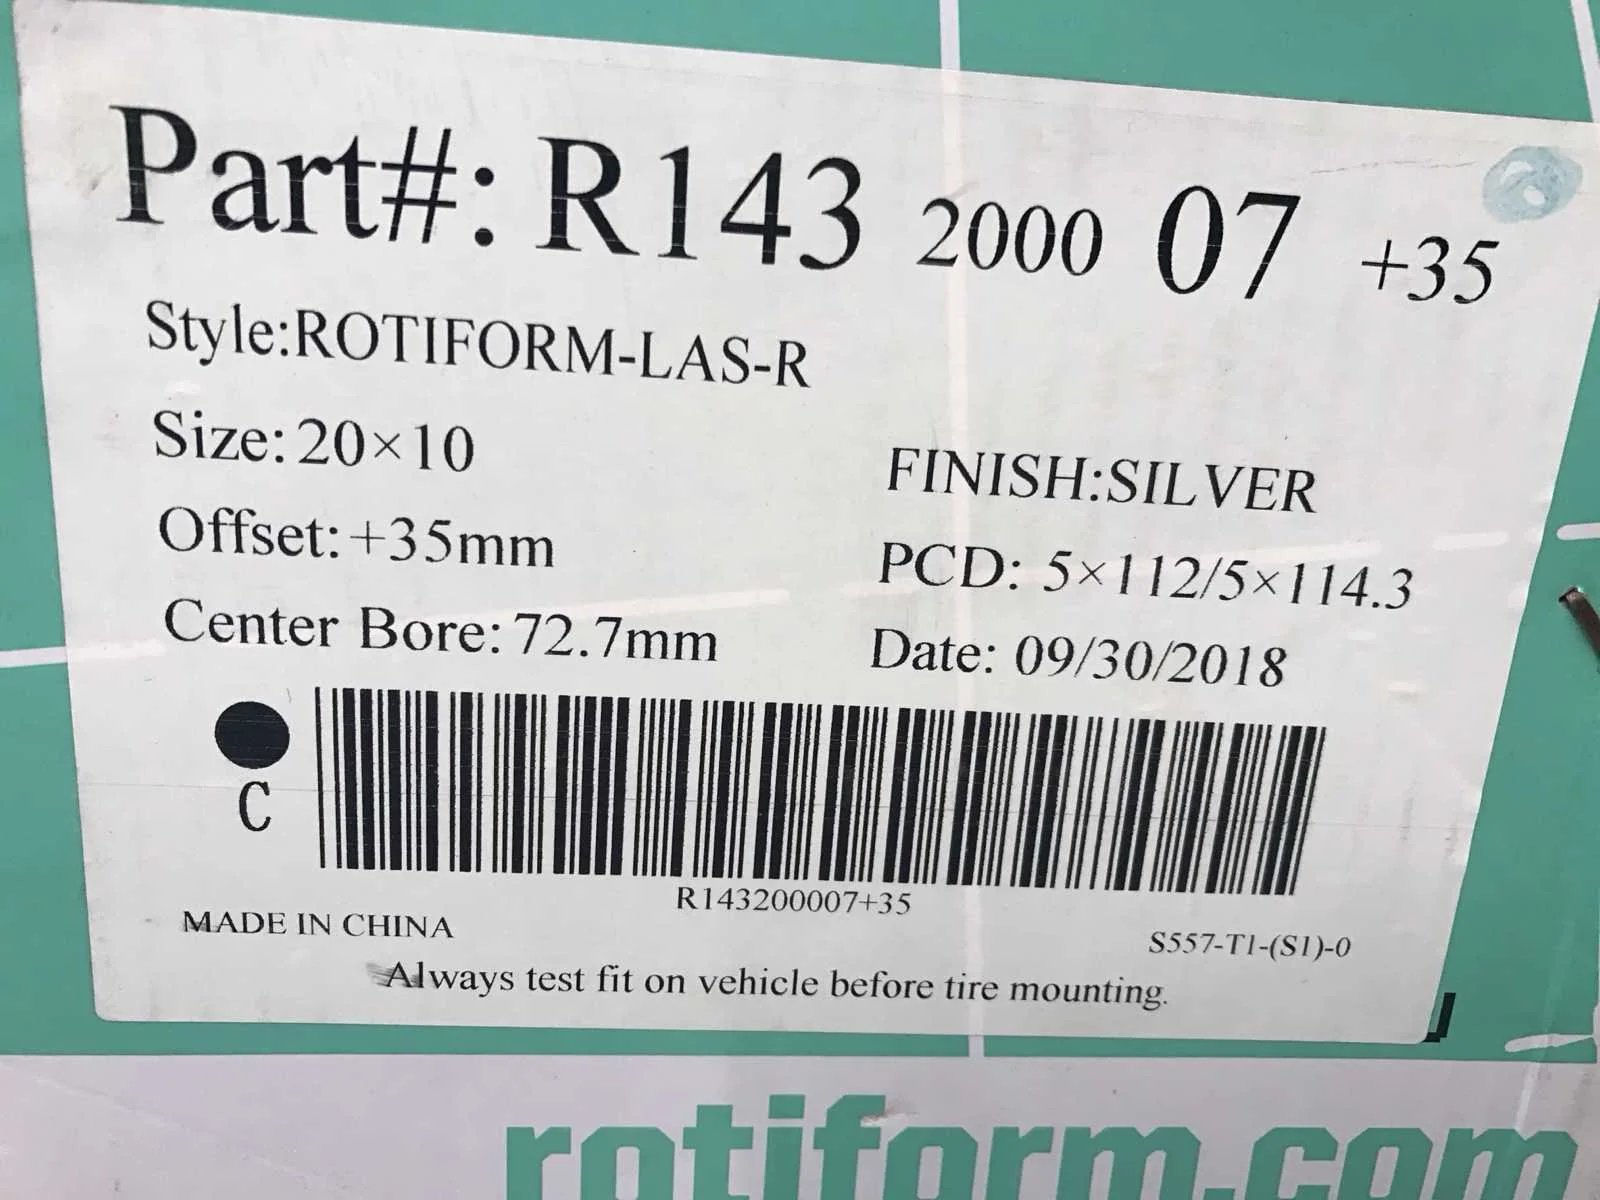 Part#: R143 2000 07 +35
Style:ROTIFORM-LAS-R
Size: 20×10
FINISH:SILVER
Offset: +35mm
PCD: 5×112/5×114.3
Center Bore: 72.7mm
Date: 09/30/2018
C
R143200007+35
MADE IN CHINA
S557-T1-(S1)-0
Always test fit on vehicle before tire mounting.
rotiform.com